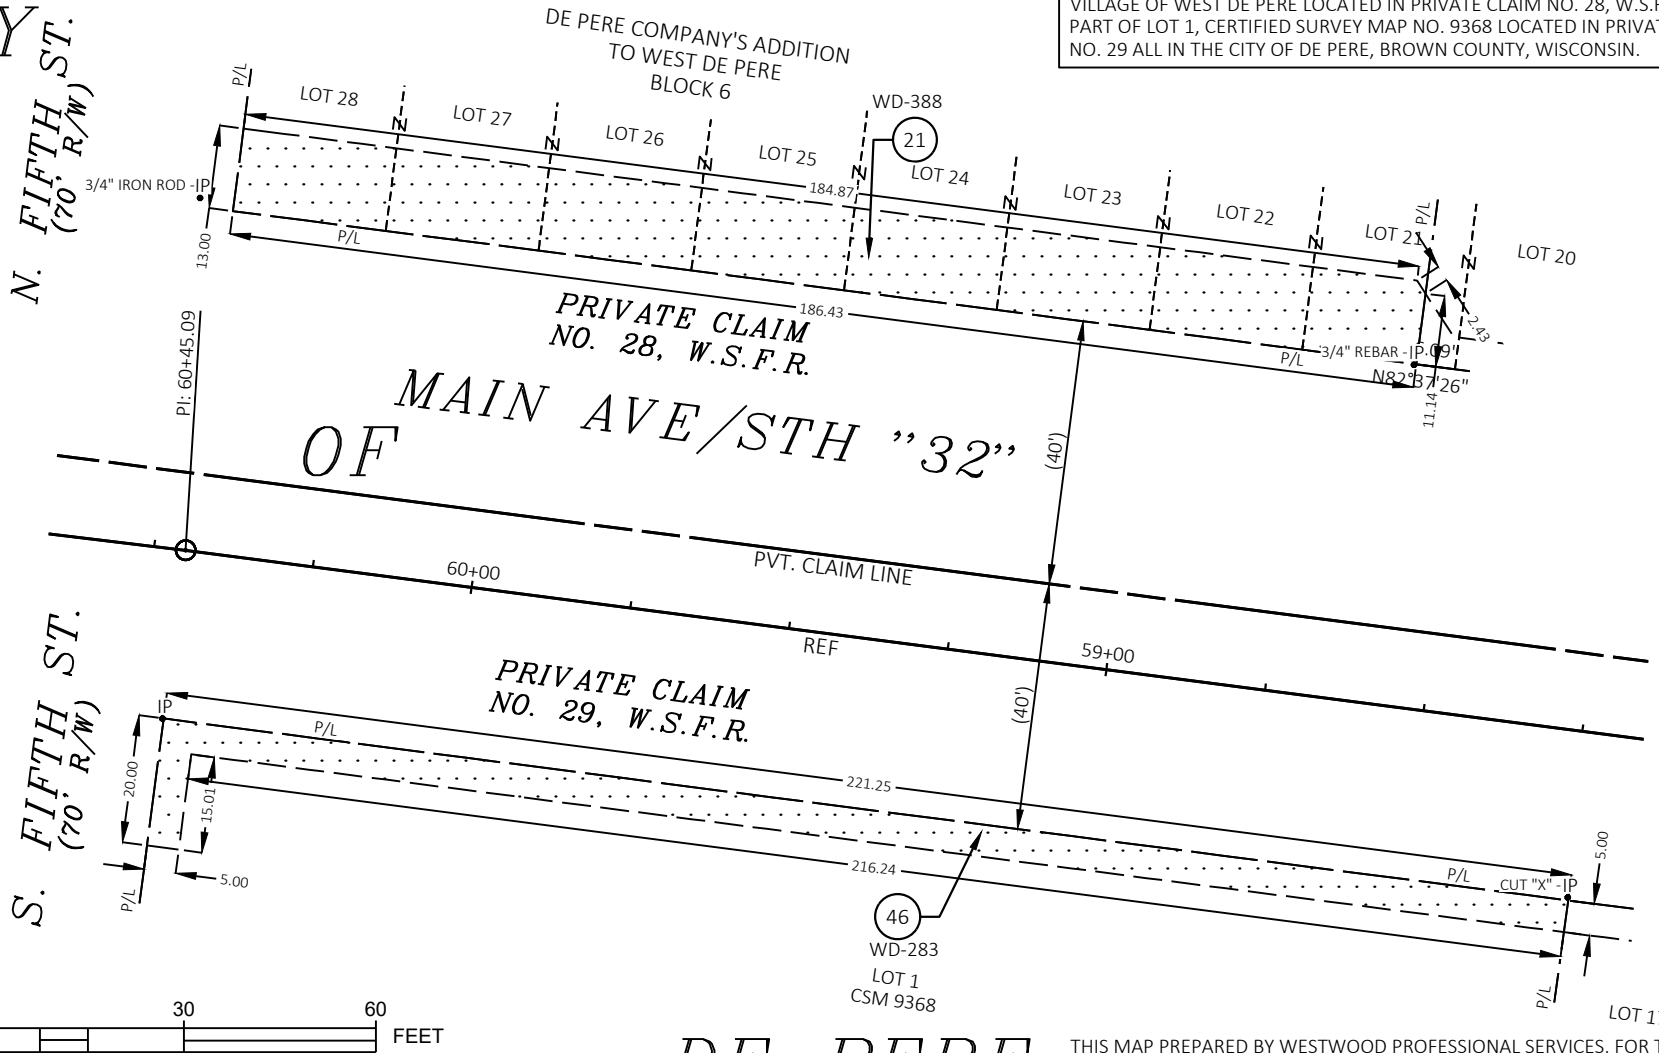 Y
N. FIFTH ST.
(70' R/W)
DE PERE COMPANY'S ADDITION
TO WEST DE PERE
BLOCK 6
VILLAGE OF WEST DE PERE LOCATED IN PRIVATE CLAIM NO. 28, W.S.F
PART OF LOT 1, CERTIFIED SURVEY MAP NO. 9368 LOCATED IN PRIVAT
NO. 29 ALL IN THE CITY OF DE PERE, BROWN COUNTY, WISCONSIN.
P/L
LOT 28
LOT 27
LOT 26
LOT 25
WD-388
21
LOT 24
LOT 23
LOT 22
LOT 21
P/L
LOT 20
3/4" IRON ROD -IP
13.00
184.87
P/L
186.43
2.43
3/4" REBAR -IP
.09'
P/L
N82°37'26"
11.14
PRIVATE CLAIM
NO. 28, W.S.F.R.
PI: 60+45.09
MAIN AVE/STH "32"
OF
(40')
PVT. CLAIM LINE
60+00
REF
59+00
S. FIFTH ST.
(70' R/W)
PRIVATE CLAIM
NO. 29, W.S.F.R.
(40')
IP
P/L
20.00
15.01
221.25
216.24
5.00
P/L
P/L
CUT "X" -IP
5.00
46
WD-283
LOT 1
CSM 9368
P/L
30
60
FEET
DE PERE
THIS MAP PREPARED BY WESTWOOD PROFESSIONAL SERVICES, FOR T